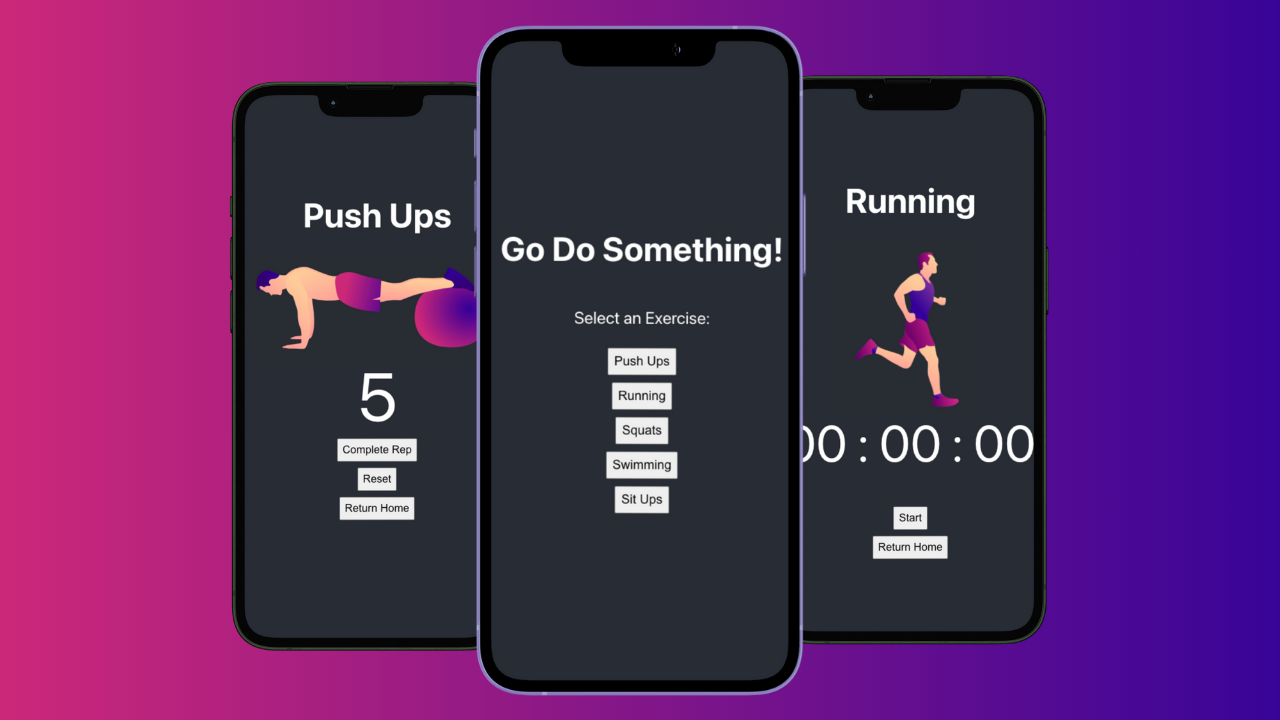 Push Ups
5
Complete Rep
Reset
Return Home
Go Do Something!
Select an Exercise:
Push Ups
Running
Squats
Swimming
Sit Ups
Running
00 : 00 : 00
Start
Return Home